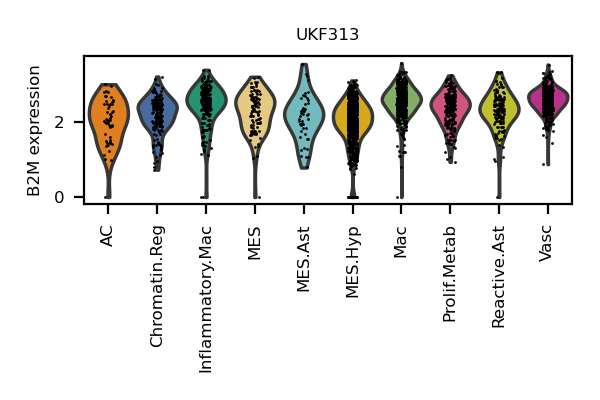 UKF313
B2M expression
2
0
AC
Chromatin.Reg
Inflammatory.Mac
MES
MES.Ast
MES.Hyp
Mac
Prolif.Metab
Reactive.Ast
Vasc